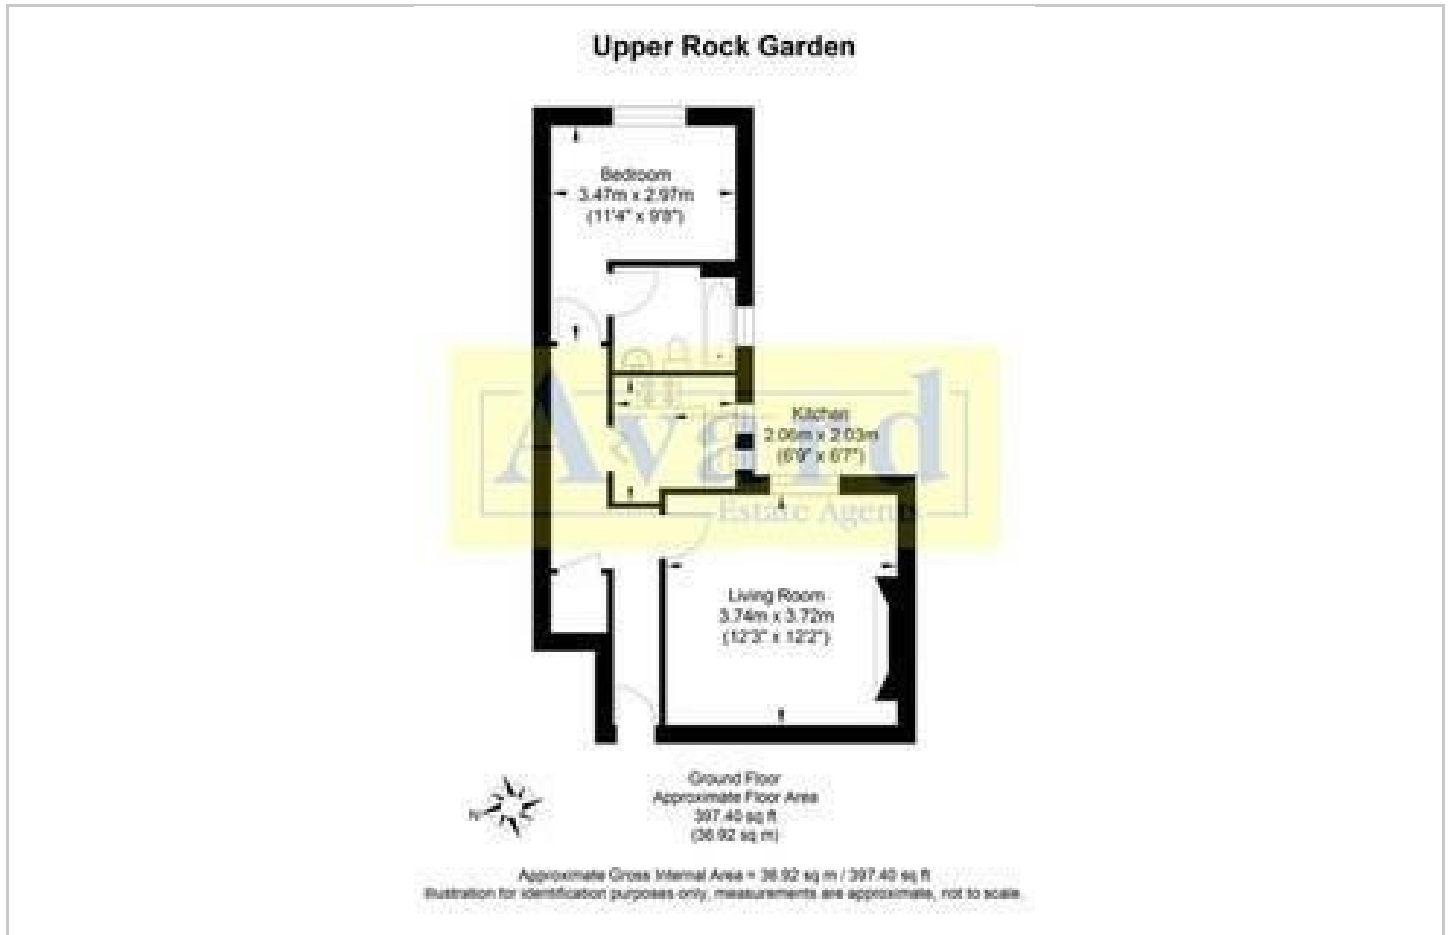 Upper Rock Garden
Bedroom
3.47m x 2.97m
(11'4" x 9'9")
Kitchen
2.06m x 2.03m
(6'9" x 6'7")
Avard
Estate Agents
Living Room
3.74m x 3.72m
(12'3" x 12'2")
N
Ground Floor
Approximate Floor Area
397.40 sq ft
(36.92 sq m)
Approximate Gross Internal Area = 36.92 sq m / 397.40 sq ft
Illustration for identification purposes only, measurements are approximate, not to scale.